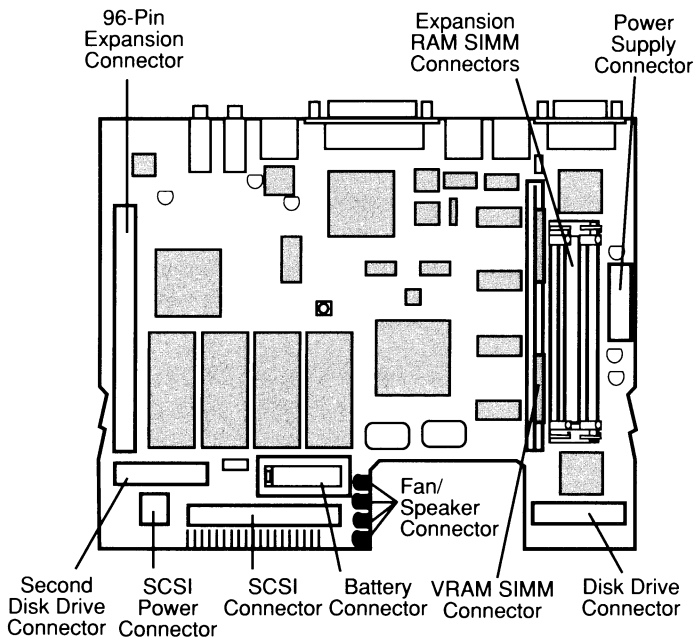 96-Pin
Expansion
Connector
Expansion
RAM SIMM
Connectors
Power
Supply
Connector
Fan/
Speaker
Connector
Second
Disk Drive
Connector
SCSI
Power
Connector
SCSI
Connector
Battery
Connector
VRAM SIMM
Connector
Disk Drive
Connector